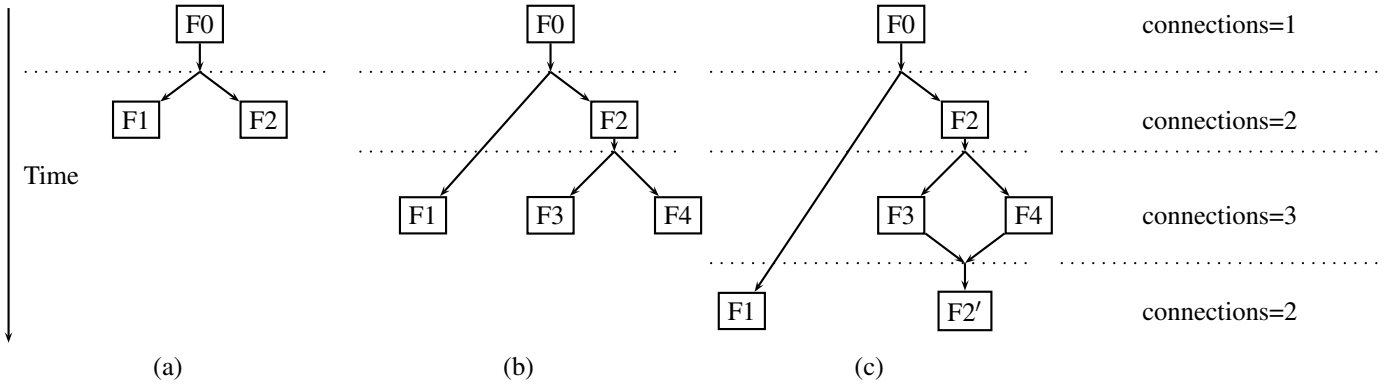 F0 F0 F0 connections=1
F1 F2 F2 F2 connections=2
Time
F1 F3 F4 F3 F4 connections=3
F1 F2′ connections=2
(a) (b) (c)